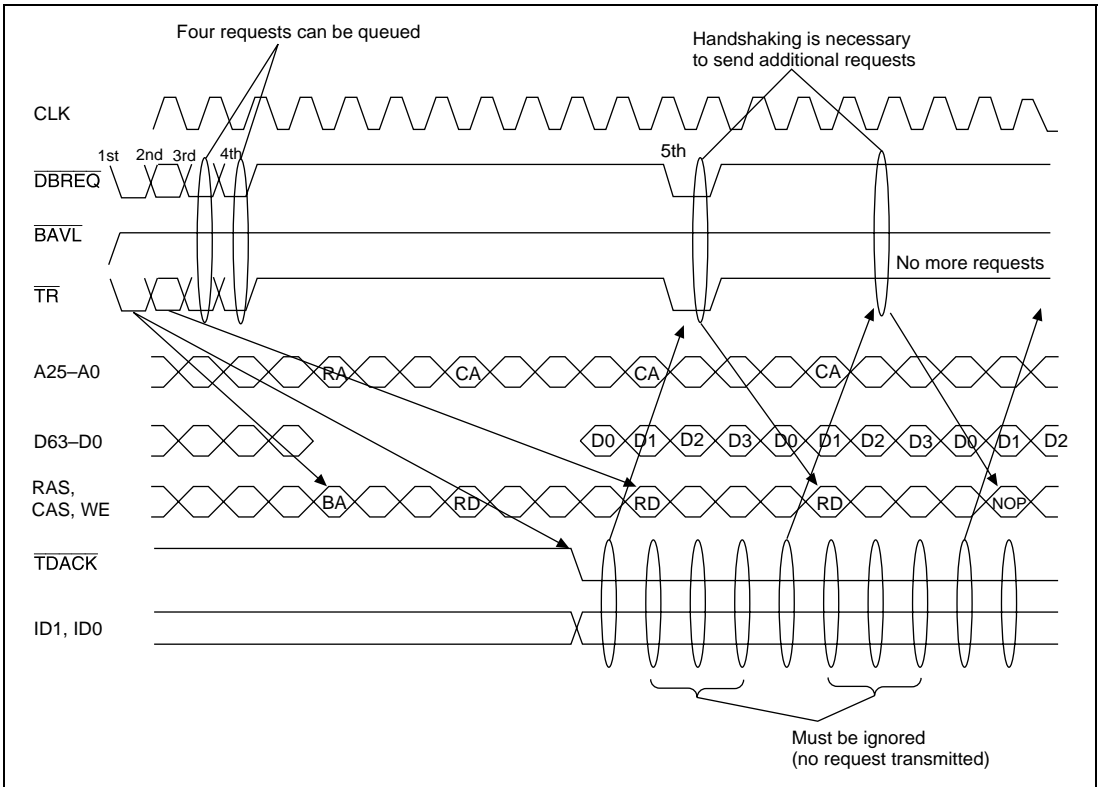 Four requests can be queued
Handshaking is necessary
to send additional requests
CLK
1st 2nd 3rd 4th 5th
DBREQ
BAVL
No more requests
TR
A25–A0 RA CA CA CA
D63–D0 D0 D1 D2 D3 D0 D1 D2 D3 D0 D1 D2
RAS,
CAS, WE BA RD RD RD NOP
TDACK
ID1, ID0
Must be ignored
(no request transmitted)